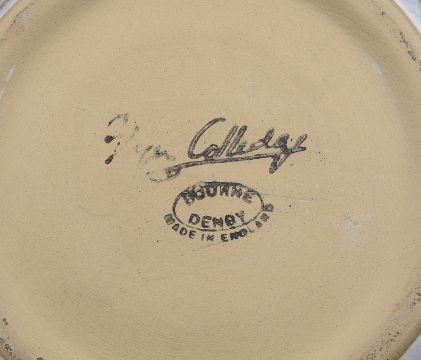 Glyn Colledge
BOURNE
DENBY
MADE IN ENGLAND